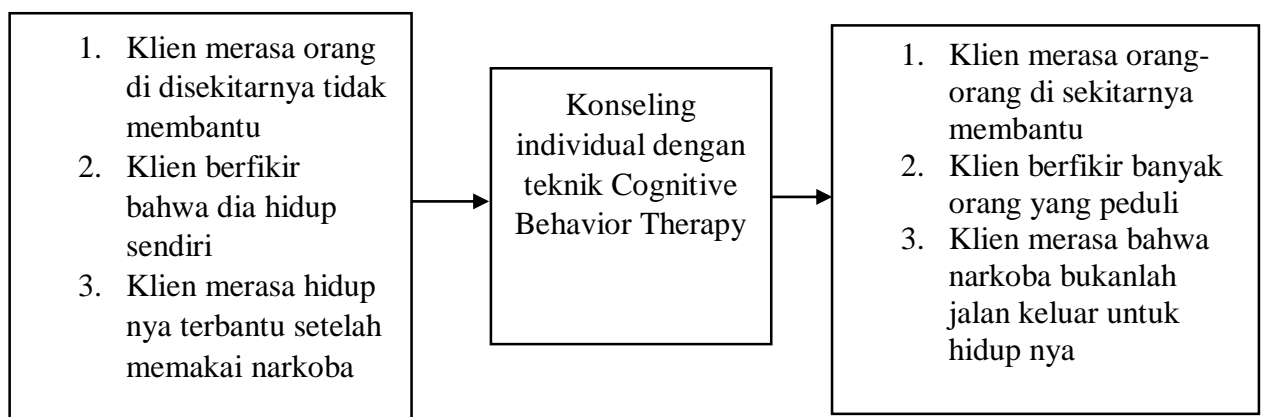 1. Klien merasa orang
di disekitarnya tidak
membantu
2. Klien berfikir
bahwa dia hidup
sendiri
3. Klien merasa hidup
nya terbantu setelah
memakai narkoba
Konseling
individual dengan
teknik Cognitive
Behavior Therapy
1. Klien merasa orang-
orang di sekitarnya
membantu
2. Klien berfikir banyak
orang yang peduli
3. Klien merasa bahwa
narkoba bukanlah
jalan keluar untuk
hidup nya